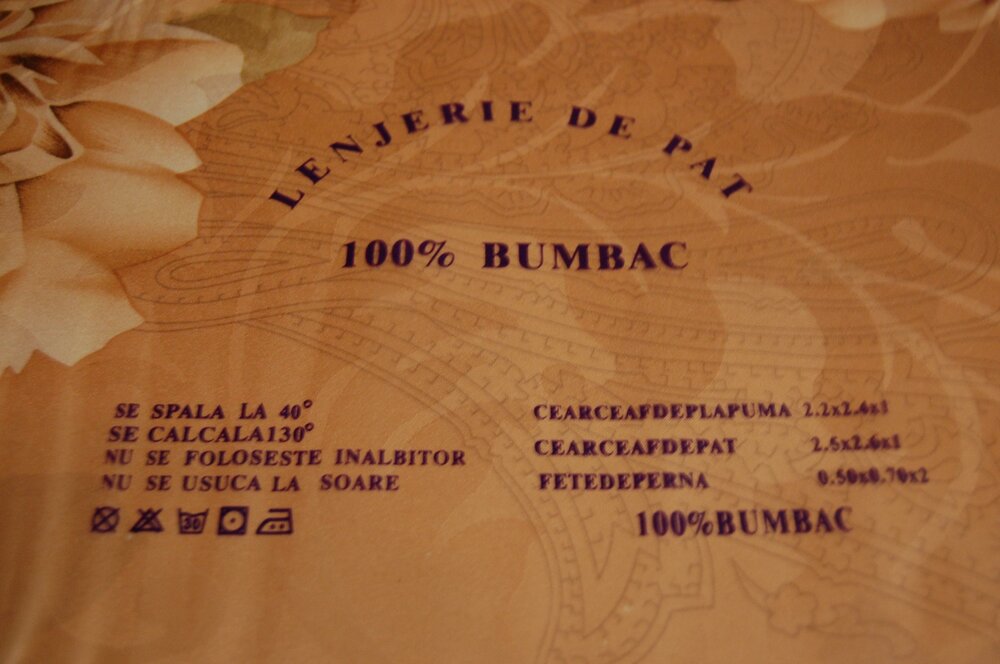 LENJERIE DE PAT
100% BUMBAC
SE SPALA LA 40°
SE CALCALA130°
NU SE FOLOSESTE INALBITOR
NU SE USUCA LA SOARE
30
CEARCEAFDEPLAPUMA 2.2x2.4x1
CEARCEAFDEPAT 2.5x2.6x1
FETEDEPERNA 0.50x0.70x2
100%BUMBAC